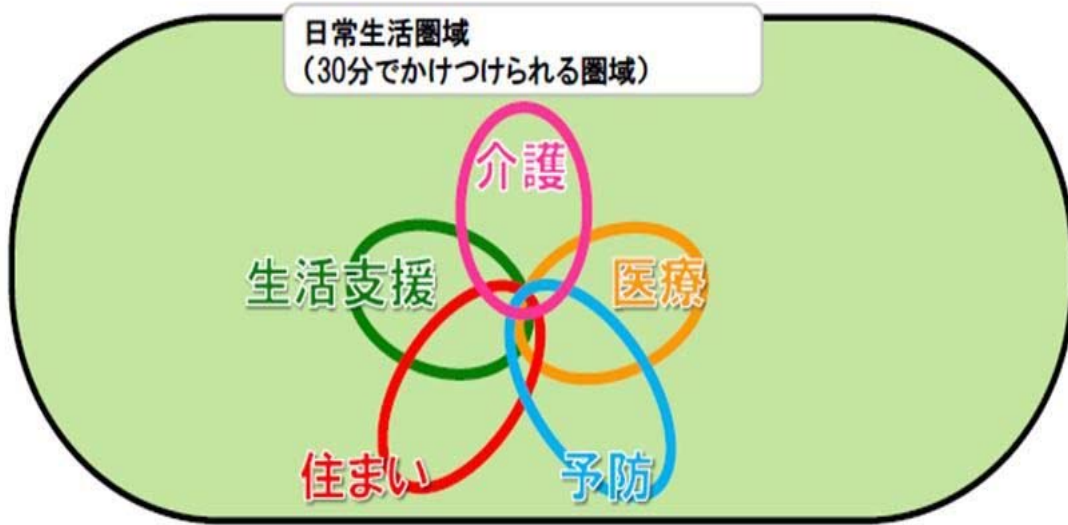 日常生活圏域
（30分でかけつけられる圏域）
介護
生活支援
医療
住まい
予防